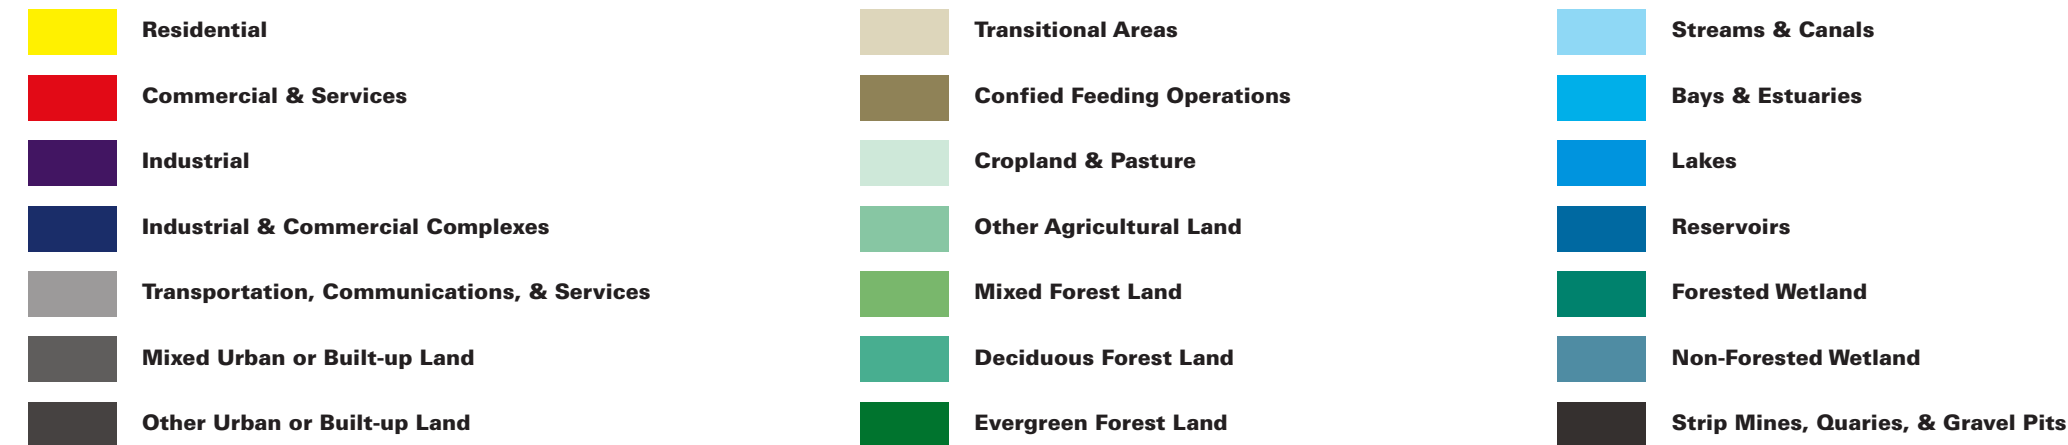 Residential
Commercial & Services
Industrial
Industrial & Commercial Complexes
Transportation, Communications, & Services
Mixed Urban or Built-up Land
Other Urban or Built-up Land
Transitional Areas
Confied Feeding Operations
Cropland & Pasture
Other Agricultural Land
Mixed Forest Land
Deciduous Forest Land
Evergreen Forest Land
Streams & Canals
Bays & Estuaries
Lakes
Reservoirs
Forested Wetland
Non-Forested Wetland
Strip Mines, Quaries, & Gravel Pits